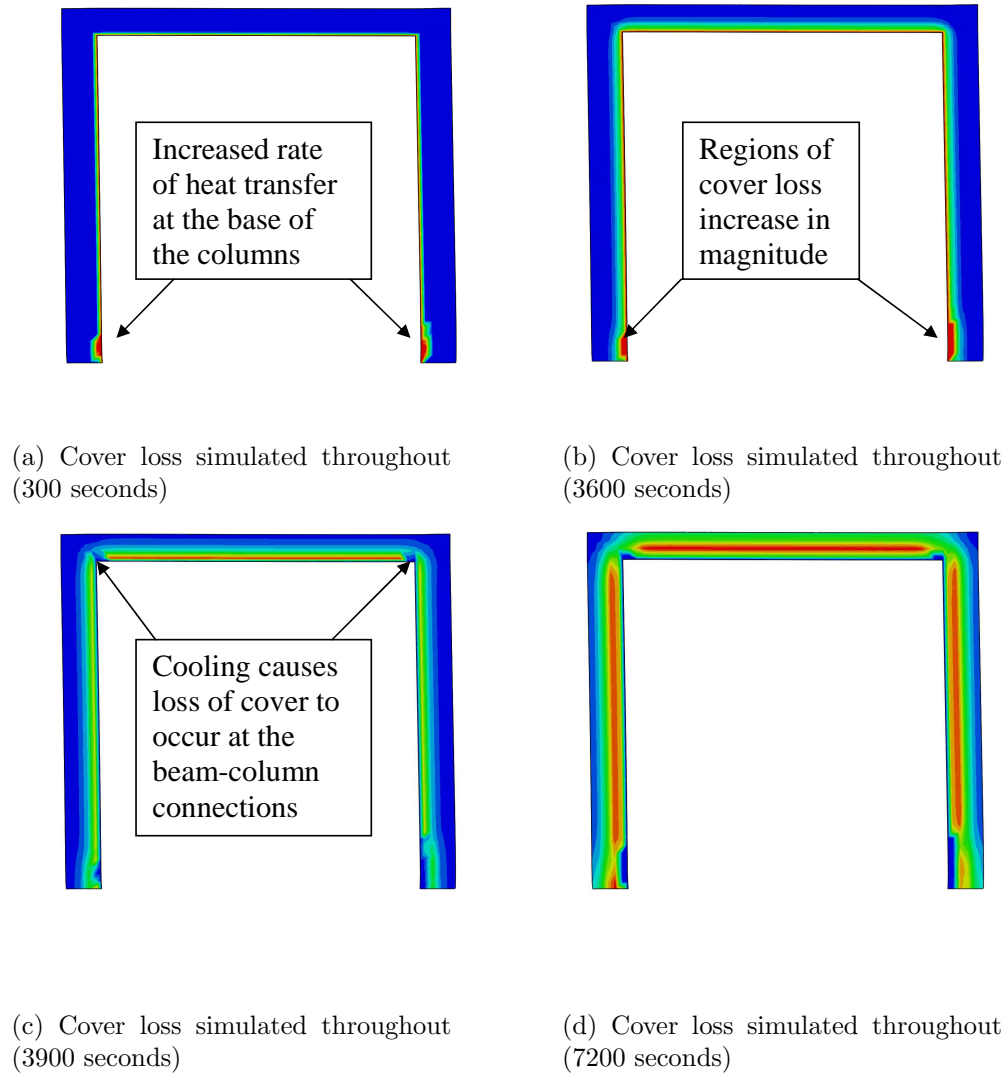 Increased rate
of heat transfer
at the base of
the columns
Regions of
cover loss
increase in
magnitude
(a) Cover loss simulated throughout
(300 seconds)
(b) Cover loss simulated throughout
(3600 seconds)
Cooling causes
loss of cover to
occur at the
beam-column
connections
(c) Cover loss simulated throughout
(3900 seconds)
(d) Cover loss simulated throughout
(7200 seconds)